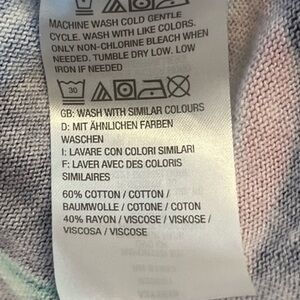 MACHINE WASH COLD GENTLE
CYCLE. WASH WITH LIKE COLORS.
ONLY NON-CHLORINE BLEACH WHEN
NEEDED. TUMBLE DRY LOW. LOW
IRON IF NEEDED
30
GB: WASH WITH SIMILAR COLOURS
D: MIT ÄHNLICHEN FARBEN
WASCHEN
I: LAVARE CON COLORI SIMILARI
F: LAVER AVEC DES COLORIS
SIMILAIRES
60% COTTON / COTTON /
BAUMWOLLE / COTONE / COTON
40% RAYON / VISCOSE / VISKOSE /
VISCOSA / VISCOSE